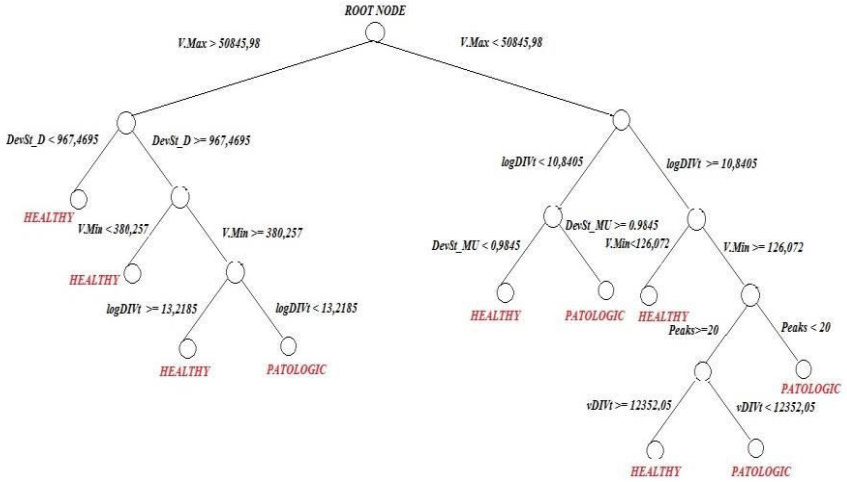 ROOT NODE
V.Max > 50845,98
V.Max < 50845,98
DevSt_D < 967,4695
DevSt_D >= 967,4695
logDIVt < 10,8405
logDIVt >= 10,8405
HEALTHY
V.Min <380,257
V.Min >= 380,257
DevSt_MU < 0,9845
DevSt_MU >= 0.9845
V.Min<126,072
V.Min >= 126,072
HEALTHY
logDIVt >= 13,2185
logDIVt < 13,2185
HEALTHY
PATOLOGIC
HEALTHY
Peaks>=20
Peaks < 20
HEALTHY
PATOLOGIC
PATOLOGIC
vDIVt >= 12352,05
vDIVt < 12352,05
HEALTHY
PATOLOGIC